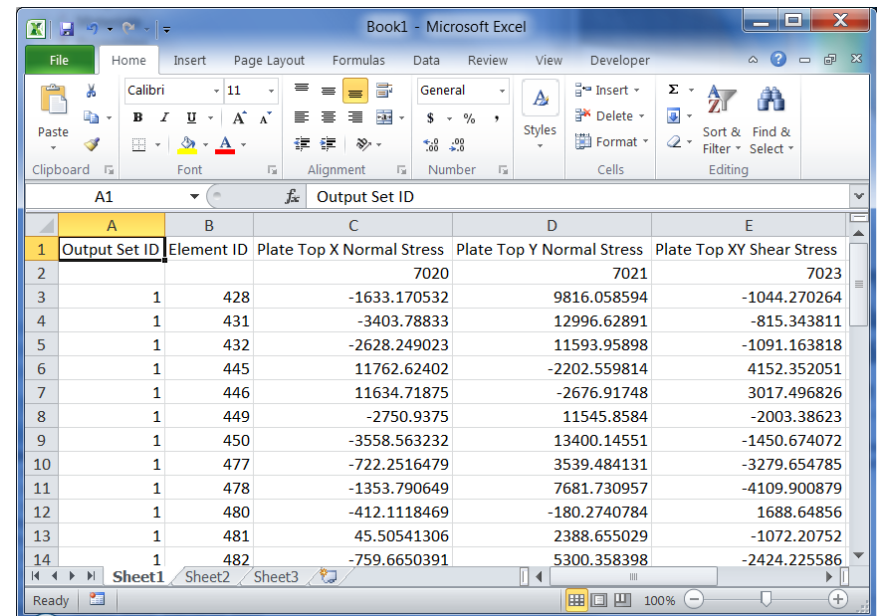 Book1 - Microsoft Excel
File Home Insert Page Layout Formulas Data Review View Developer
Calibri 11 General Insert Σ
Paste B I U A A $ % , Styles Delete Sort & Find &
A .00 .00 Format Filter Select
Clipboard Font Alignment Number Cells Editing
A1 fx Output Set ID
A B C D E
1 Output Set ID Element ID Plate Top X Normal Stress Plate Top Y Normal Stress Plate Top XY Shear Stress
2 7020 7021 7023
3 1 428 -1633.170532 9816.058594 -1044.270264
4 1 431 -3403.78833 12996.62891 -815.343811
5 1 432 -2628.249023 11593.95898 -1091.163818
6 1 445 11762.62402 -2202.559814 4152.352051
7 1 446 11634.71875 -2676.91748 3017.496826
8 1 449 -2750.9375 11545.8584 -2003.38623
9 1 450 -3558.563232 13400.14551 -1450.674072
10 1 477 -722.2516479 3539.484131 -3279.654785
11 1 478 -1353.790649 7681.730957 -4109.900879
12 1 480 -412.1118469 -180.2740784 1688.64856
13 1 481 45.50541306 2388.655029 -1072.20752
14 1 482 -759.6650391 5300.358398 -2424.225586
Sheet1 Sheet2 Sheet3
Ready 100%